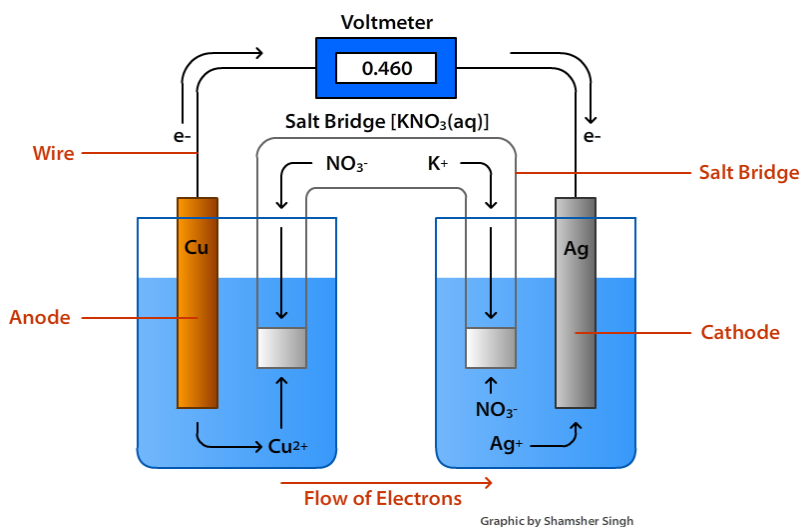 Voltmeter
0.460
e-
Salt Bridge [KNO₃(aq)]
e-
Wire
NO₃-
K+
Salt Bridge
Cu
Ag
Anode
Cathode
NO₃-
Cu²⁺
Ag⁺
Flow of Electrons
Graphic by Shamsher Singh